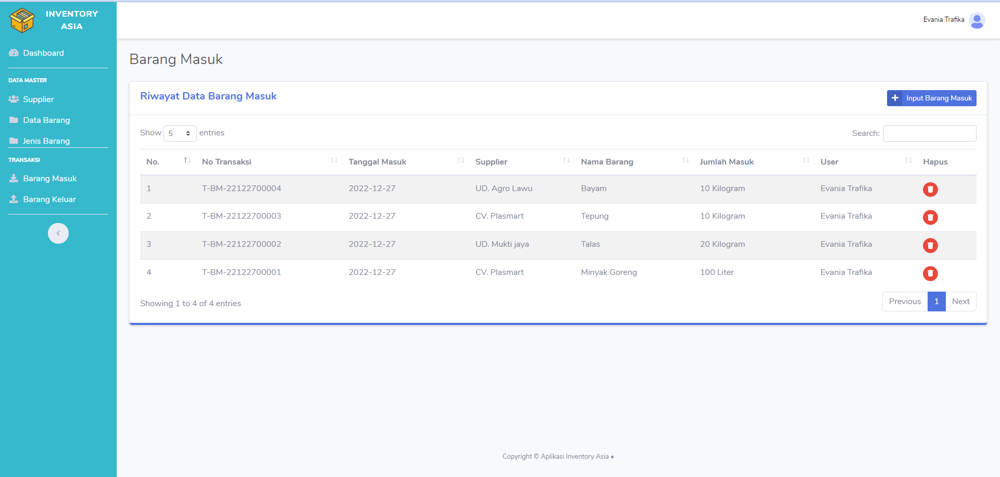 INVENTORY
ASIA
Evania Trafika
Dashboard
DATA MASTER
Supplier
Data Barang
Jenis Barang
TRANSAKSI
Barang Masuk
Barang Keluar
Barang Masuk
Riwayat Data Barang Masuk
Input Barang Masuk
Show 5 entries
Search:
No. No Transaksi Tanggal Masuk Supplier Nama Barang Jumlah Masuk User Hapus
1 T-BM-22122700004 2022-12-27 UD. Agro Lawu Bayam 10 Kilogram Evania Trafika
2 T-BM-22122700003 2022-12-27 CV. Plasmart Tepung 10 Kilogram Evania Trafika
3 T-BM-22122700002 2022-12-27 UD. Mukti jaya Talas 20 Kilogram Evania Trafika
4 T-BM-22122700001 2022-12-27 CV. Plasmart Minyak Goreng 100 Liter Evania Trafika
Showing 1 to 4 of 4 entries
Previous 1 Next
Copyright © Aplikasi Inventory Asia •